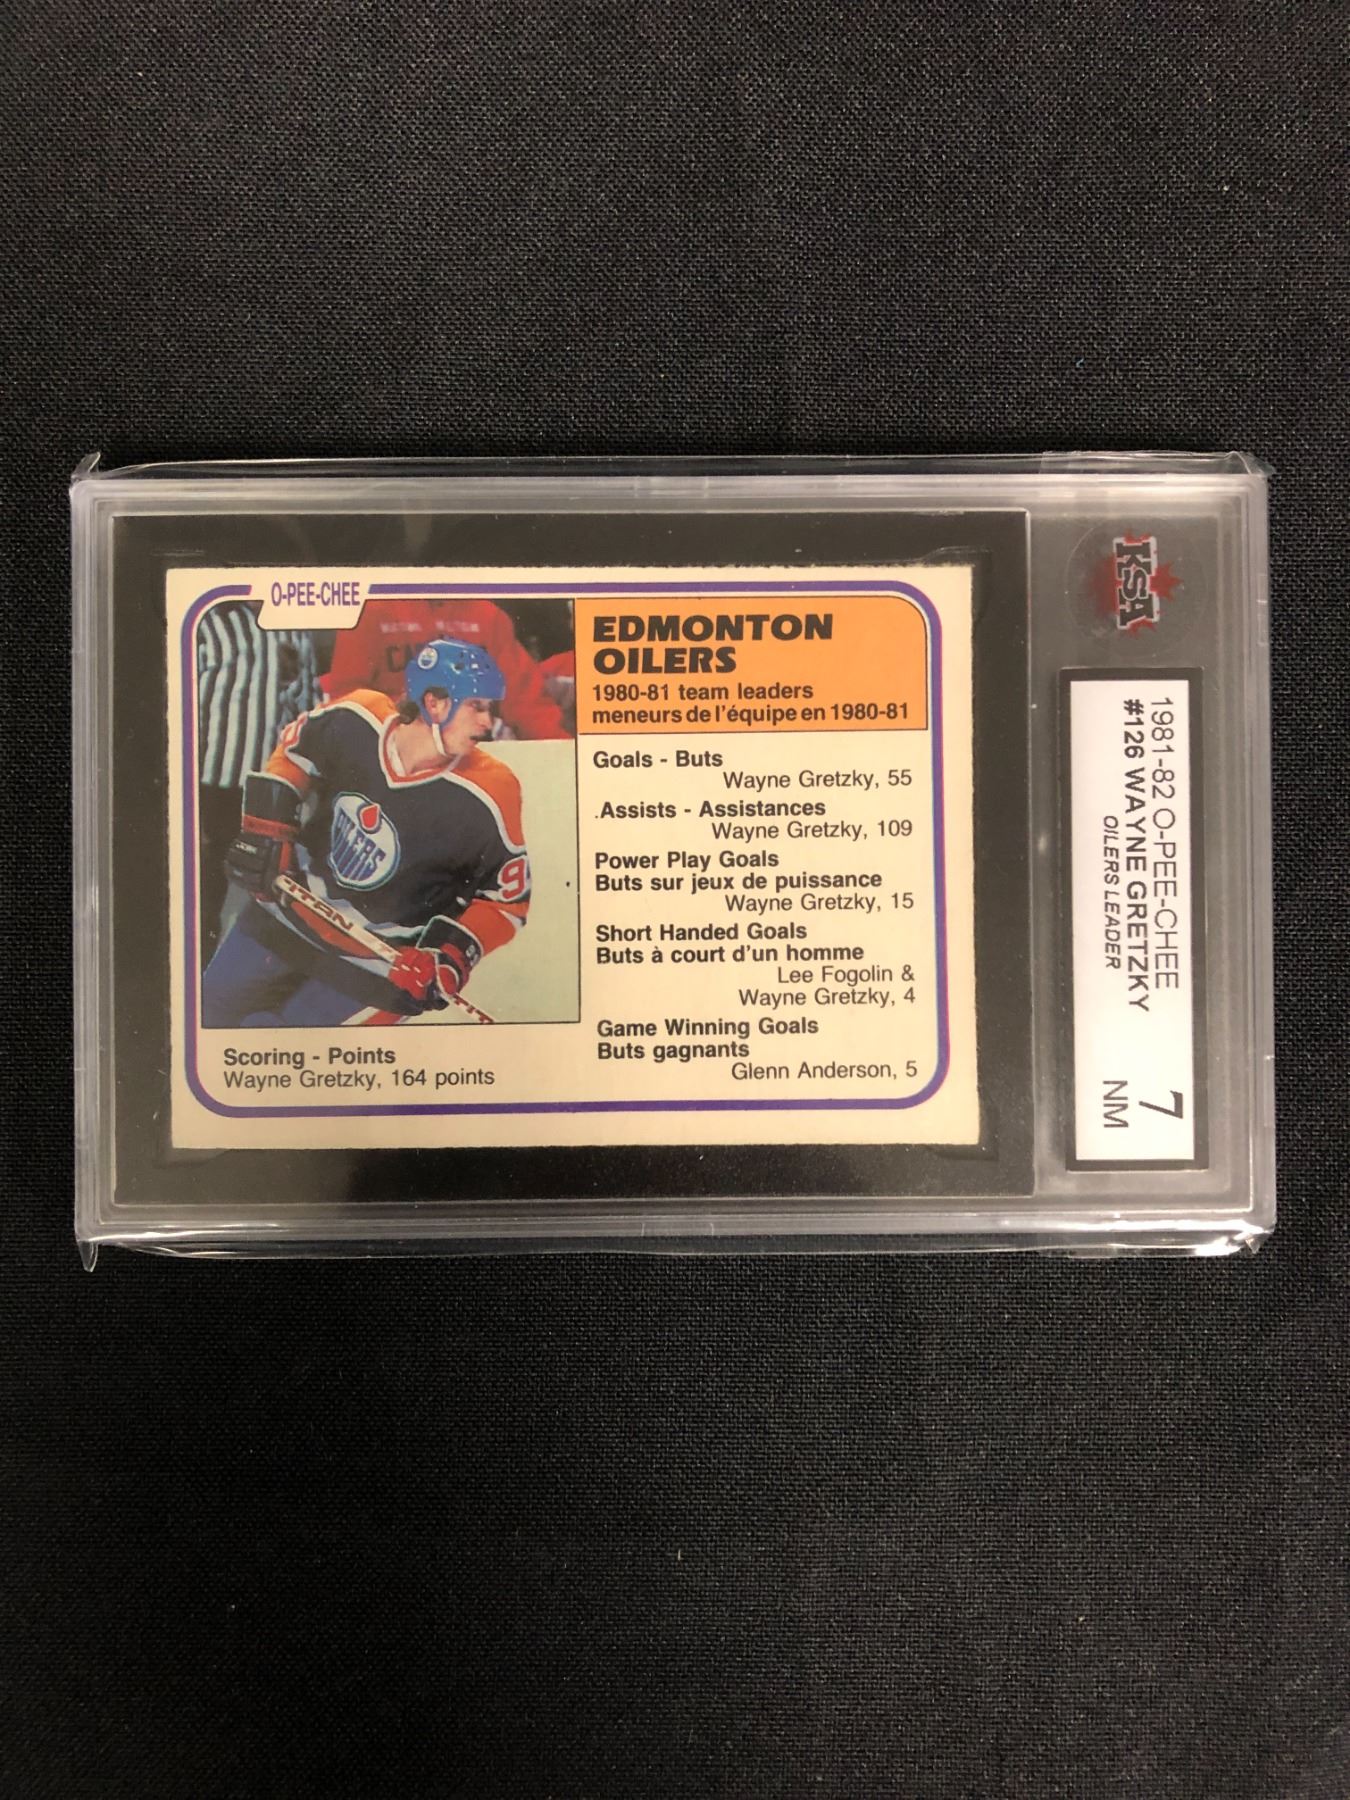 O-PEE-CHEE
EDMONTON
OILERS
1980-81 team leaders
meneurs de l'équipe en 1980-81
Goals - Buts
Wayne Gretzky, 55
.Assists - Assistances
Wayne Gretzky, 109
Power Play Goals
Buts sur jeux de puissance
Wayne Gretzky, 15
Short Handed Goals
Buts à court d'un homme
Lee Fogolin &
Wayne Gretzky, 4
Game Winning Goals
Buts gagnants
Glenn Anderson, 5
Scoring - Points
Wayne Gretzky, 164 points
OILERS
9
TITAN
KSA
1981-82 O-PEE-CHEE
#126 WAYNE GRETZKY
OILERS LEADER
7
NM